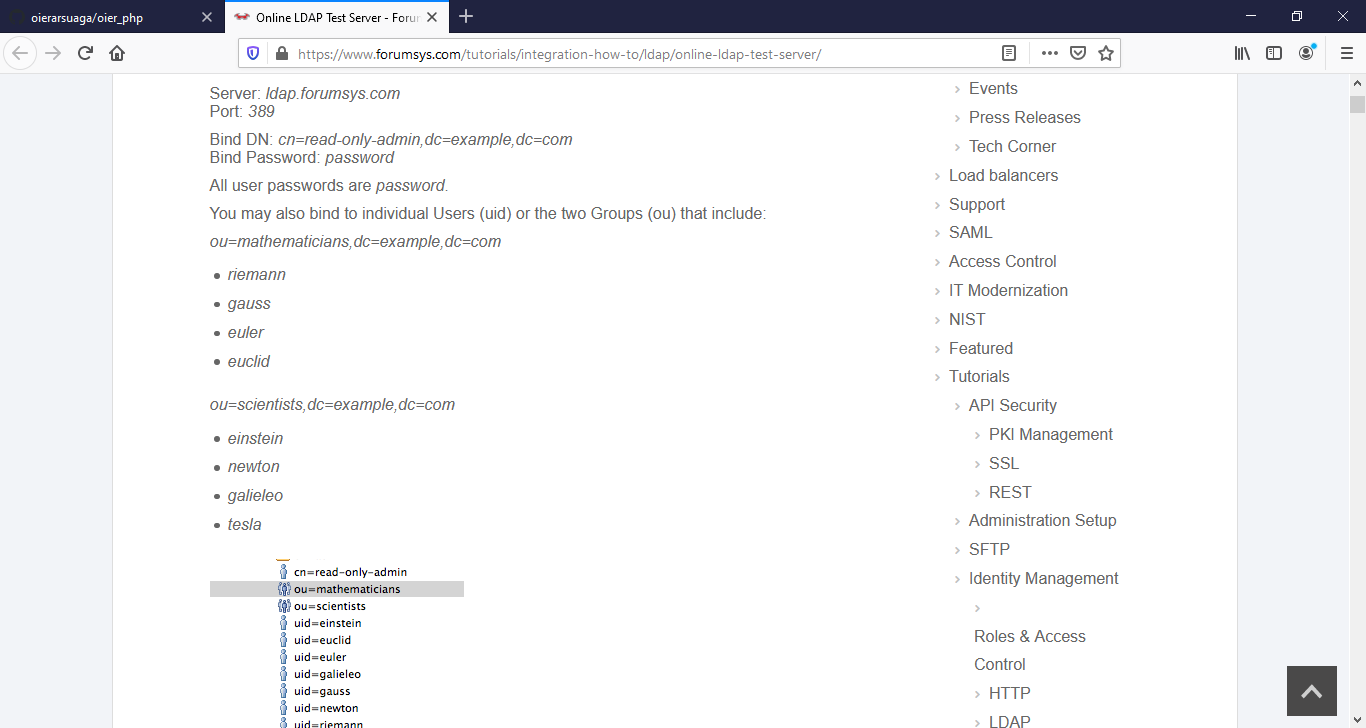 oierarsuaga/oier_php
Online LDAP Test Server - Forum
https://www.forumsys.com/tutorials/integration-how-to/ldap/online-ldap-test-server/
Server: ldap.forumsys.com
Port: 389
Bind DN: cn=read-only-admin,dc=example,dc=com
Bind Password: password
All user passwords are password.
You may also bind to individual Users (uid) or the two Groups (ou) that include:
ou=mathematicians,dc=example,dc=com
riemann
gauss
euler
euclid
ou=scientists,dc=example,dc=com
einstein
newton
galieleo
tesla
cn=read-only-admin
ou=mathematicians
ou=scientists
uid=einstein
uid=euclid
uid=euler
uid=galieleo
uid=gauss
uid=newton
uid=riemann
Events
Press Releases
Tech Corner
Load balancers
Support
SAML
Access Control
IT Modernization
NIST
Featured
Tutorials
API Security
PKI Management
SSL
REST
Administration Setup
SFTP
Identity Management
Roles & Access
Control
HTTP
LDAP